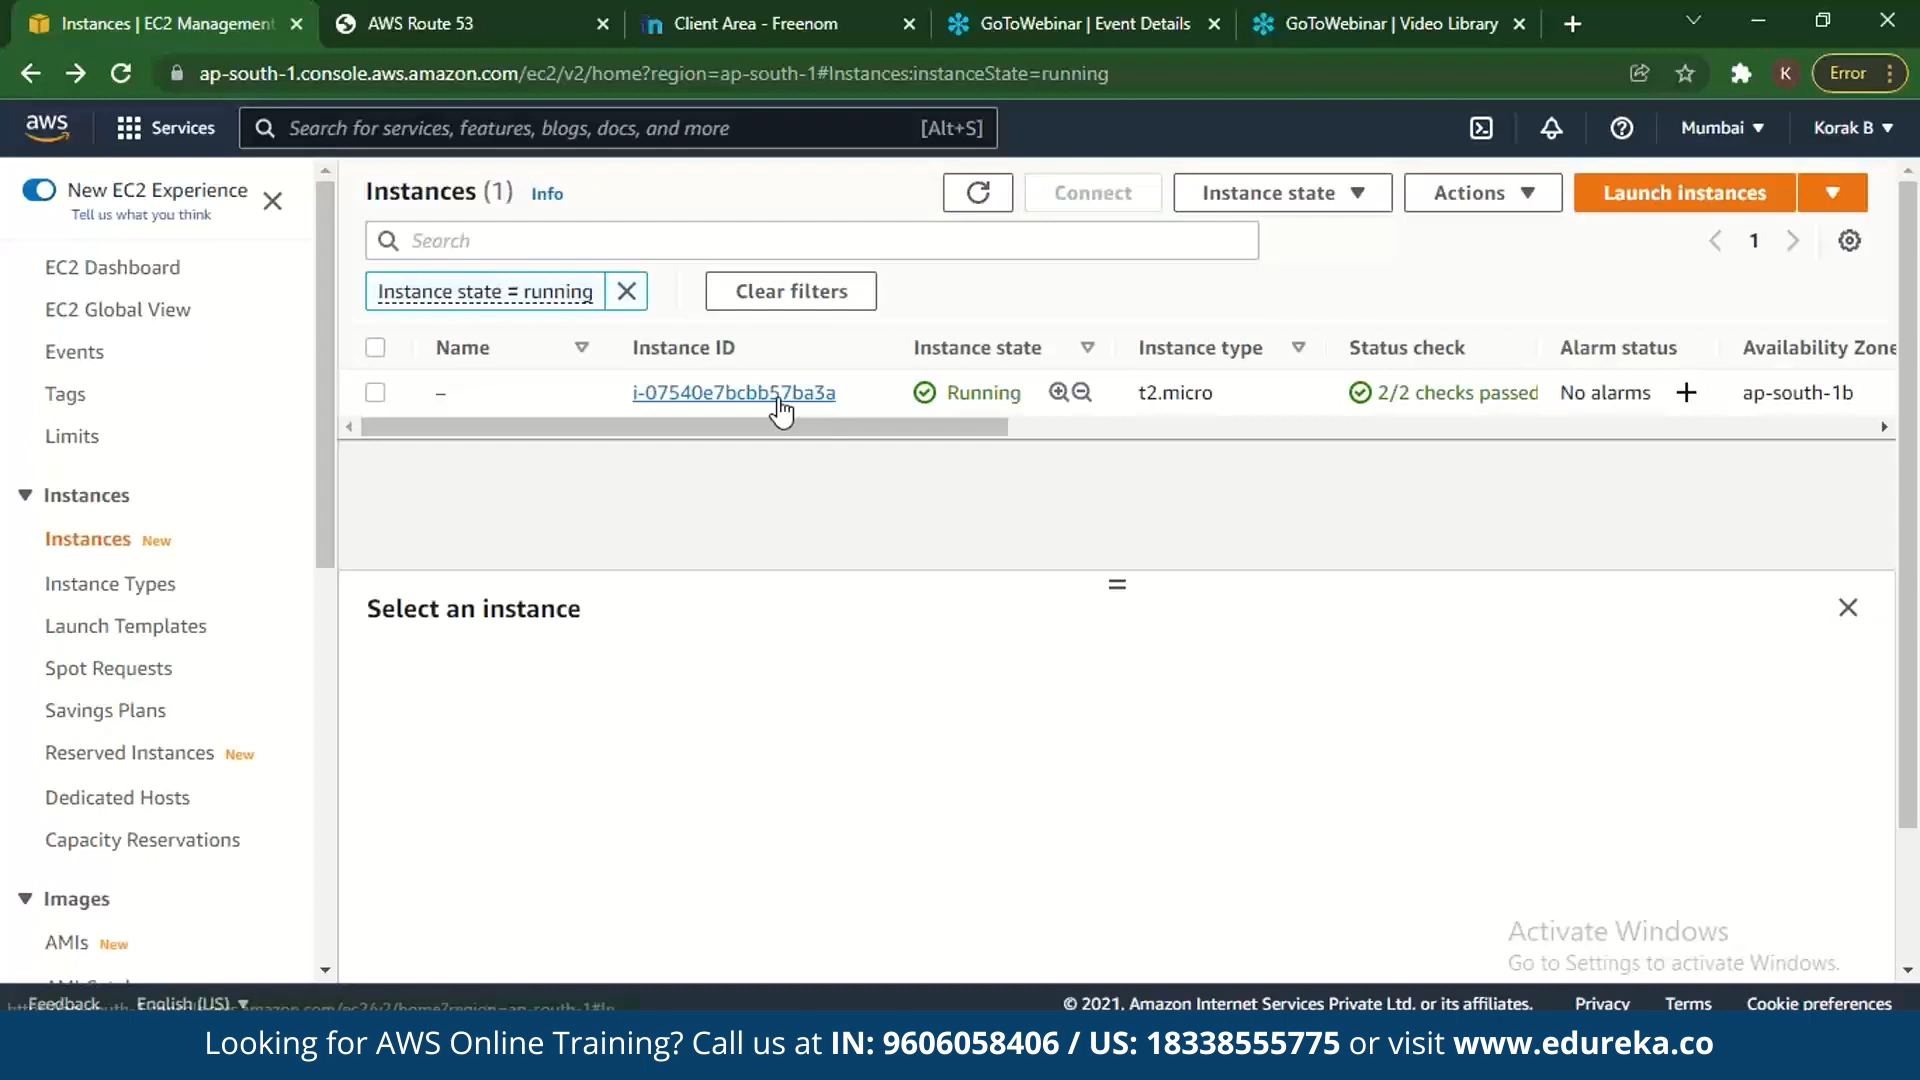 Instances | EC2 Management
AWS Route 53
Client Area - Freenom
GoToWebinar | Event Details
GoToWebinar | Video Library
ap-south-1.console.aws.amazon.com/ec2/v2/home?region=ap-south-1#Instances:instanceState=running
K
Error
aws
Services
Search for services, features, blogs, docs, and more
[Alt+S]
Mumbai
Korak B
New EC2 Experience
Tell us what you think
EC2 Dashboard
EC2 Global View
Events
Tags
Limits
Instances
Instances New
Instance Types
Launch Templates
Spot Requests
Savings Plans
Reserved Instances New
Dedicated Hosts
Capacity Reservations
Images
AMIs New
Instances (1) Info
Connect
Instance state
Actions
Launch instances
Search
1
Instance state = running
Clear filters
Name Instance ID Instance state Instance type Status check Alarm status Availability Zone
– i-07540e7bcbb57ba3a Running t2.micro 2/2 checks passed No alarms ap-south-1b
Select an instance
Activate Windows
Go to Settings to activate Windows.
Feedback English (US)
© 2021, Amazon Internet Services Private Ltd. or its affiliates. Privacy Terms Cookie preferences
Looking for AWS Online Training? Call us at IN: 9606058406 / US: 18338555775 or visit www.edureka.co